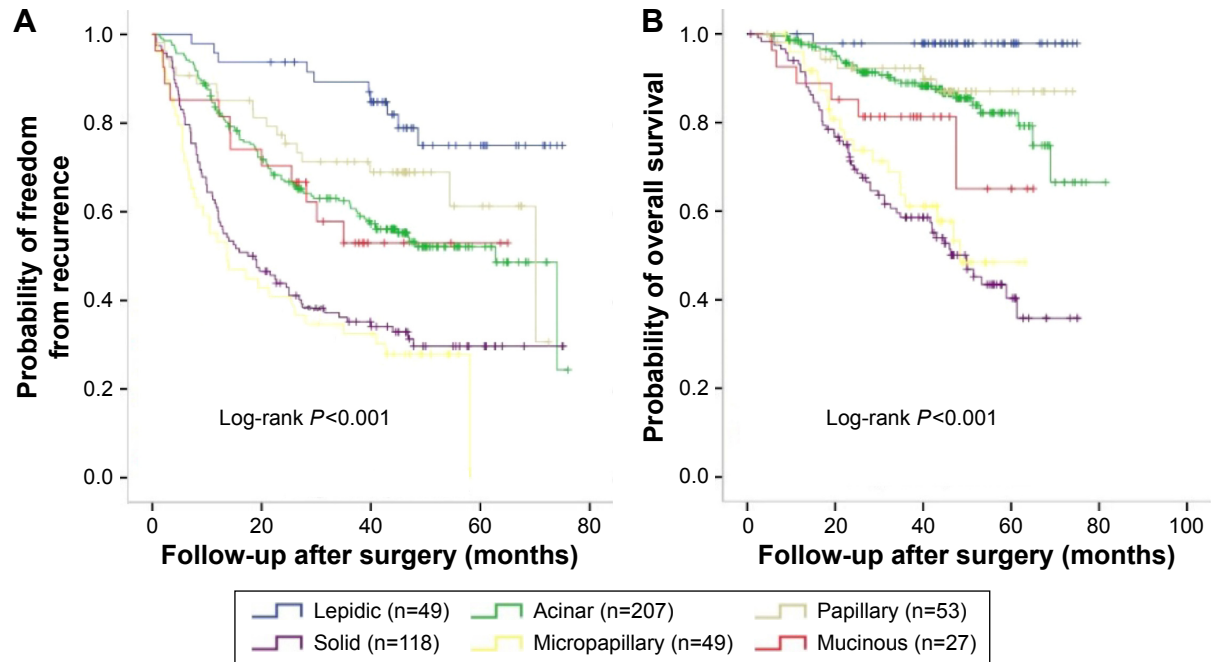 A
Probability of freedom
from recurrence
1.0
0.8
0.6
0.4
0.2
0.0
Log-rank P<0.001
0 20 40 60 80
Follow-up after surgery (months)
B
Probability of overall survival
1.0
0.8
0.6
0.4
0.2
0.0
Log-rank P<0.001
0 20 40 60 80 100
Follow-up after surgery (months)
Lepidic (n=49) Acinar (n=207) Papillary (n=53)
Solid (n=118) Micropapillary (n=49) Mucinous (n=27)